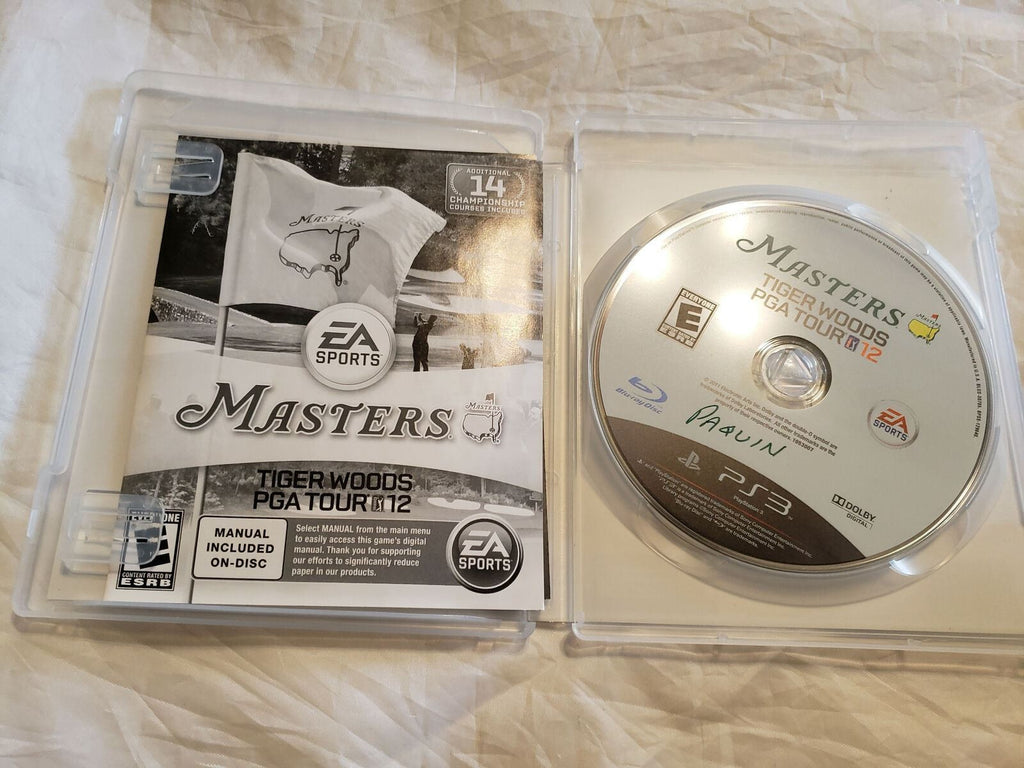 MASTERS
ADDITIONAL
14
CHAMPIONSHIP
COURSES INCLUDED
EA
SPORTS
MASTERS
MASTERS
TIGER WOODS
PGA TOUR 12
EVERYONE
E
CONTENT RATED BY
ESRB
MANUAL
INCLUDED
ON-DISC
Select MANUAL from the main menu
to easily access this game's digital
manual. Thank you for supporting
our efforts to significantly reduce
paper in our products.
EA
SPORTS
MASTERS
TIGER WOODS
PGA TOUR 12
EVERYONE
E
Blu-ray Disc
EA
SPORTS
PAQUIN
PS3
PlayStation 3
DOLBY
DIGITAL